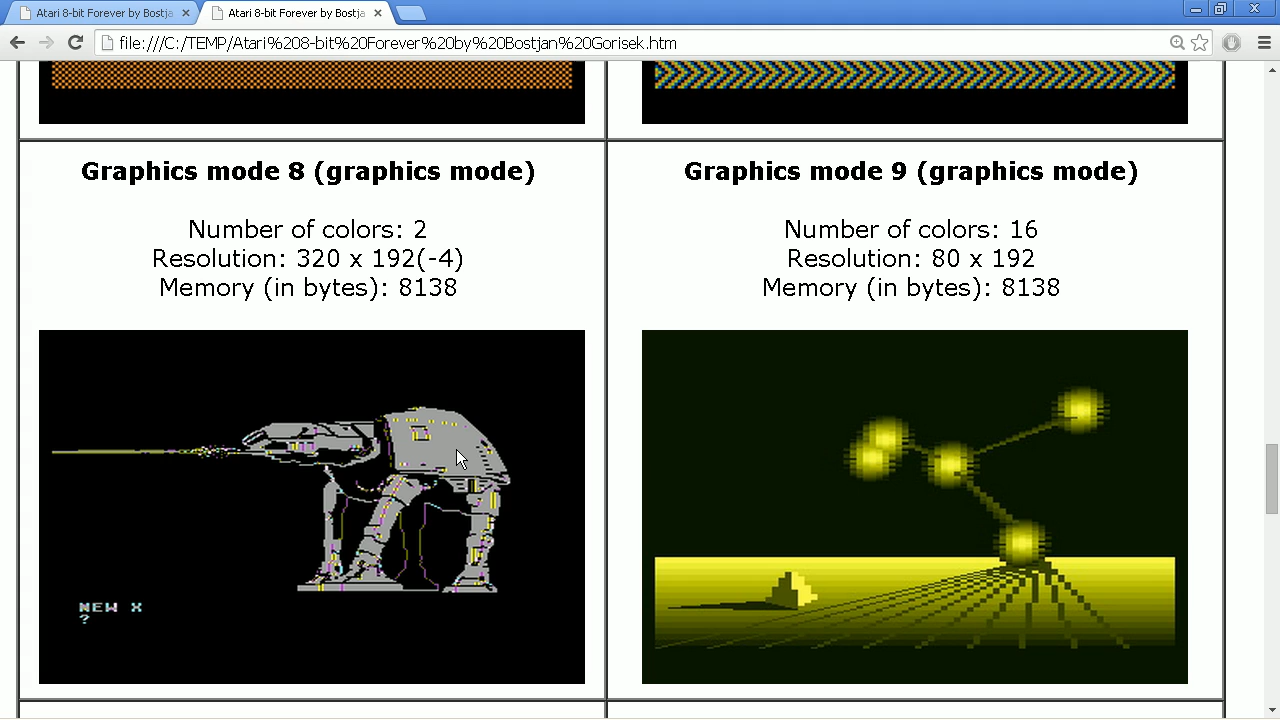 Atari 8-bit Forever by Bostja
Atari 8-bit Forever by Bostja
file:///C:/TEMP/Atari%208-bit%20Forever%20by%20Bostjan%20Gorisek.htm
Graphics mode 8 (graphics mode)
Number of colors: 2
Resolution: 320 x 192(-4)
Memory (in bytes): 8138
NEW X
?
Graphics mode 9 (graphics mode)
Number of colors: 16
Resolution: 80 x 192
Memory (in bytes): 8138